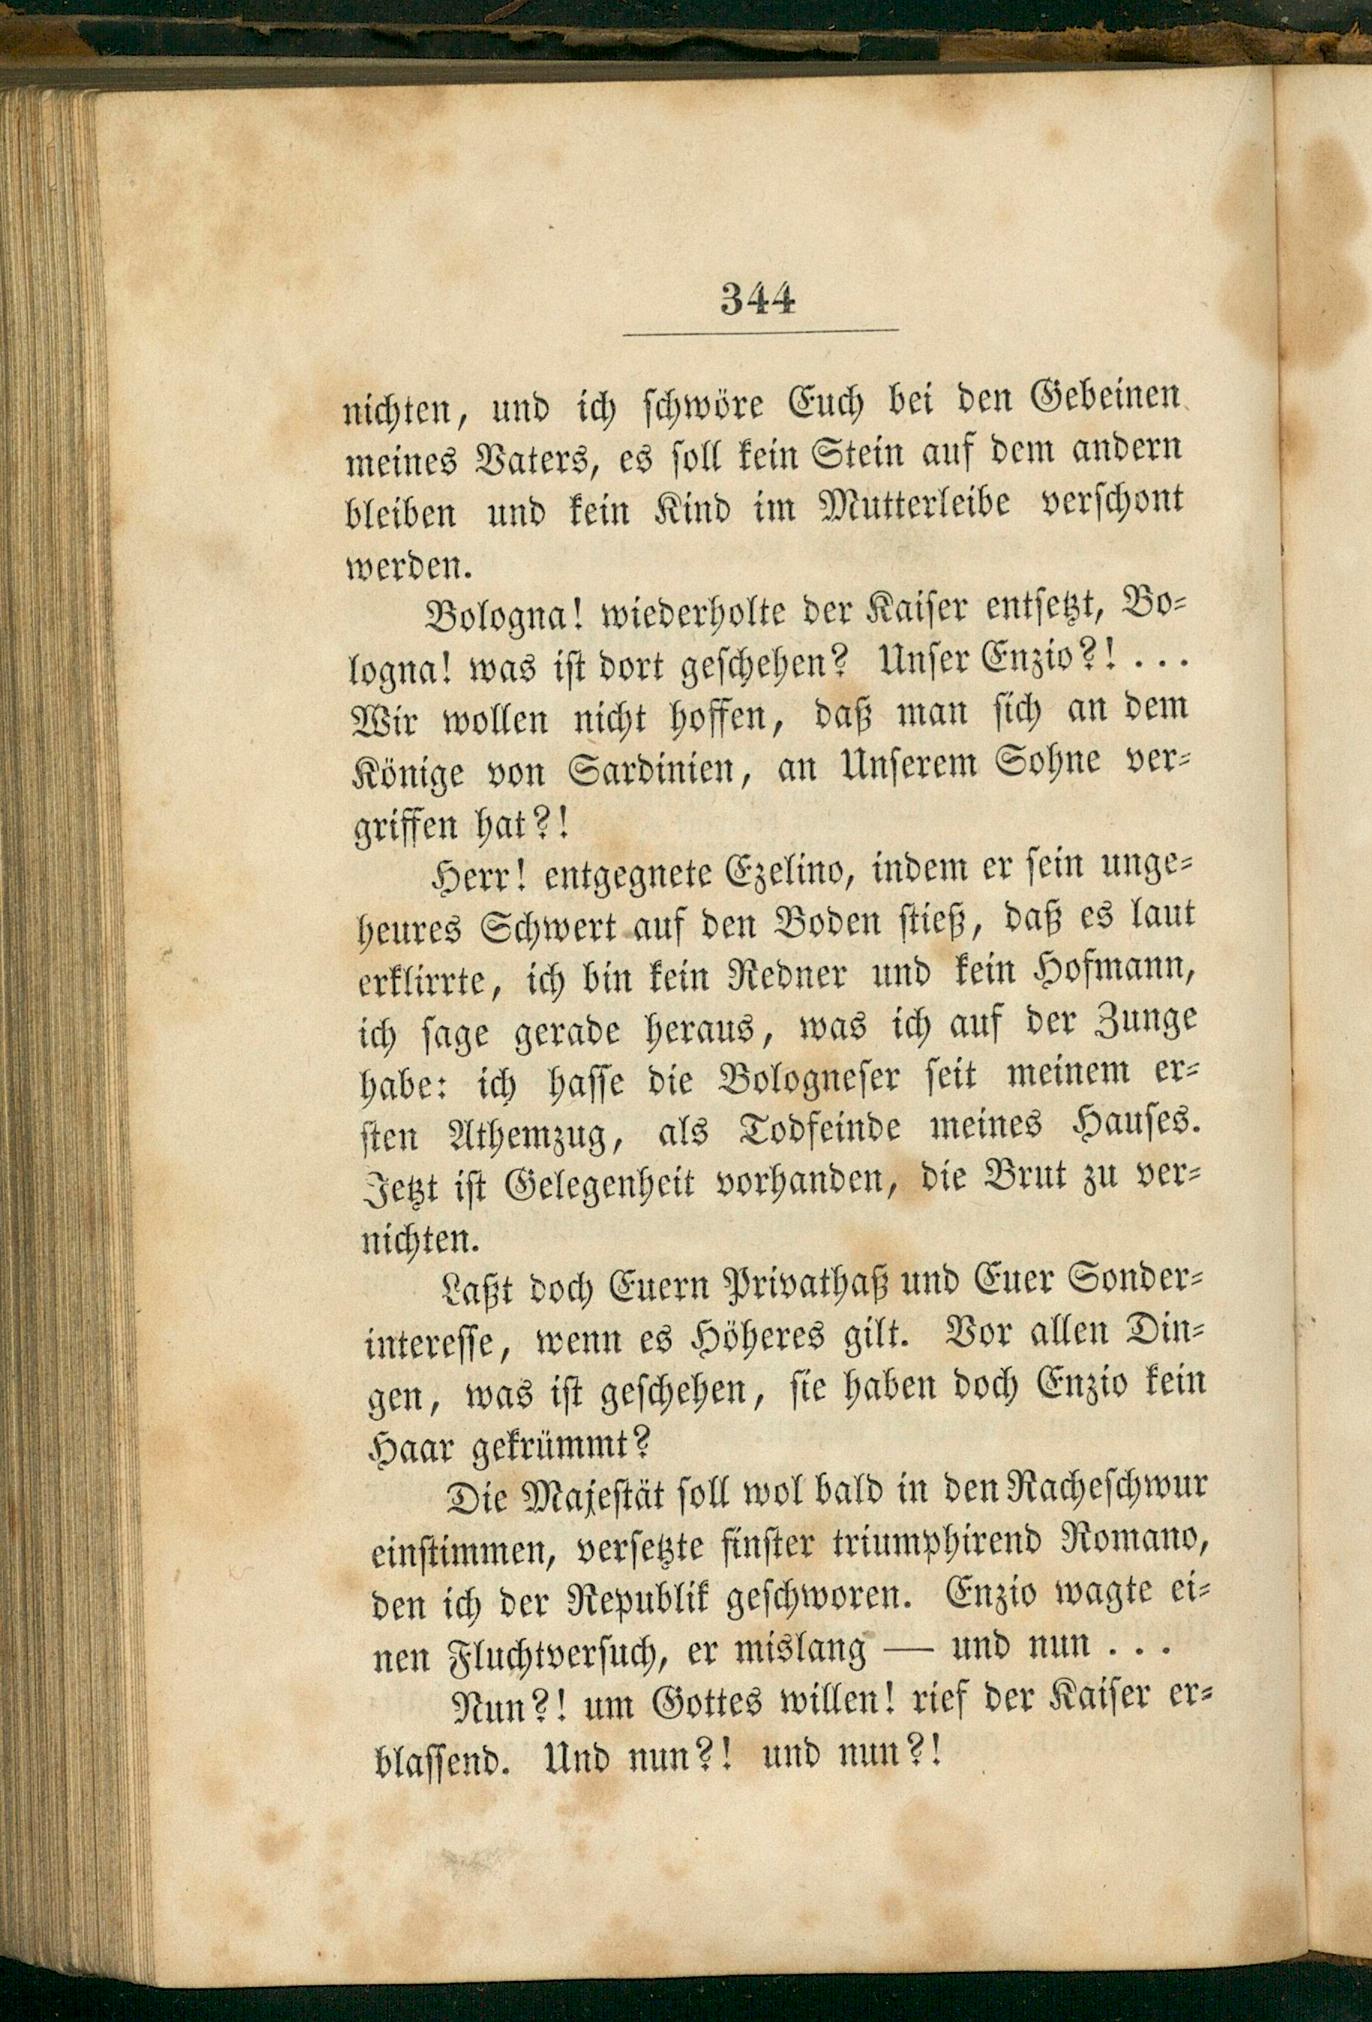 344
nichten, und ich schwöre Euch bei den Gebeinen
meines Vaters, es soll kein Stein auf dem andern
bleiben und kein Kind im Mutterleibe verschont
werden.
Bologna! wiederholte der Kaiser entsetzt, Bo-
logna! was ist dort geschehen? Unser Enzio?! ...
Wir wollen nicht hoffen, daß man sich an dem
Könige von Sardinien, an Unserem Sohne ver-
griffen hat?!
Herr! entgegnete Ezelino, indem er sein unge-
heures Schwert auf den Boden stieß, daß es laut
erklirrte, ich bin kein Redner und kein Hofmann,
ich sage gerade heraus, was ich auf der Zunge
habe: ich hasse die Bologneser seit meinem er-
sten Athemzug, als Todfeinde meines Hauses.
Jetzt ist Gelegenheit vorhanden, die Brut zu ver-
nichten.
Laßt doch Euern Privathaß und Euer Sonder-
interesse, wenn es Höheres gilt. Vor allen Din-
gen, was ist geschehen, sie haben doch Enzio kein
Haar gekrümmt?
Die Majestät soll wol bald in den Racheschwur
einstimmen, versetzte finster triumphirend Romano,
den ich der Republik geschworen. Enzio wagte ei-
nen Fluchtversuch, er mislang — und nun ...
Nun?! um Gottes willen! rief der Kaiser er-
blassend. Und nun?! und nun?!